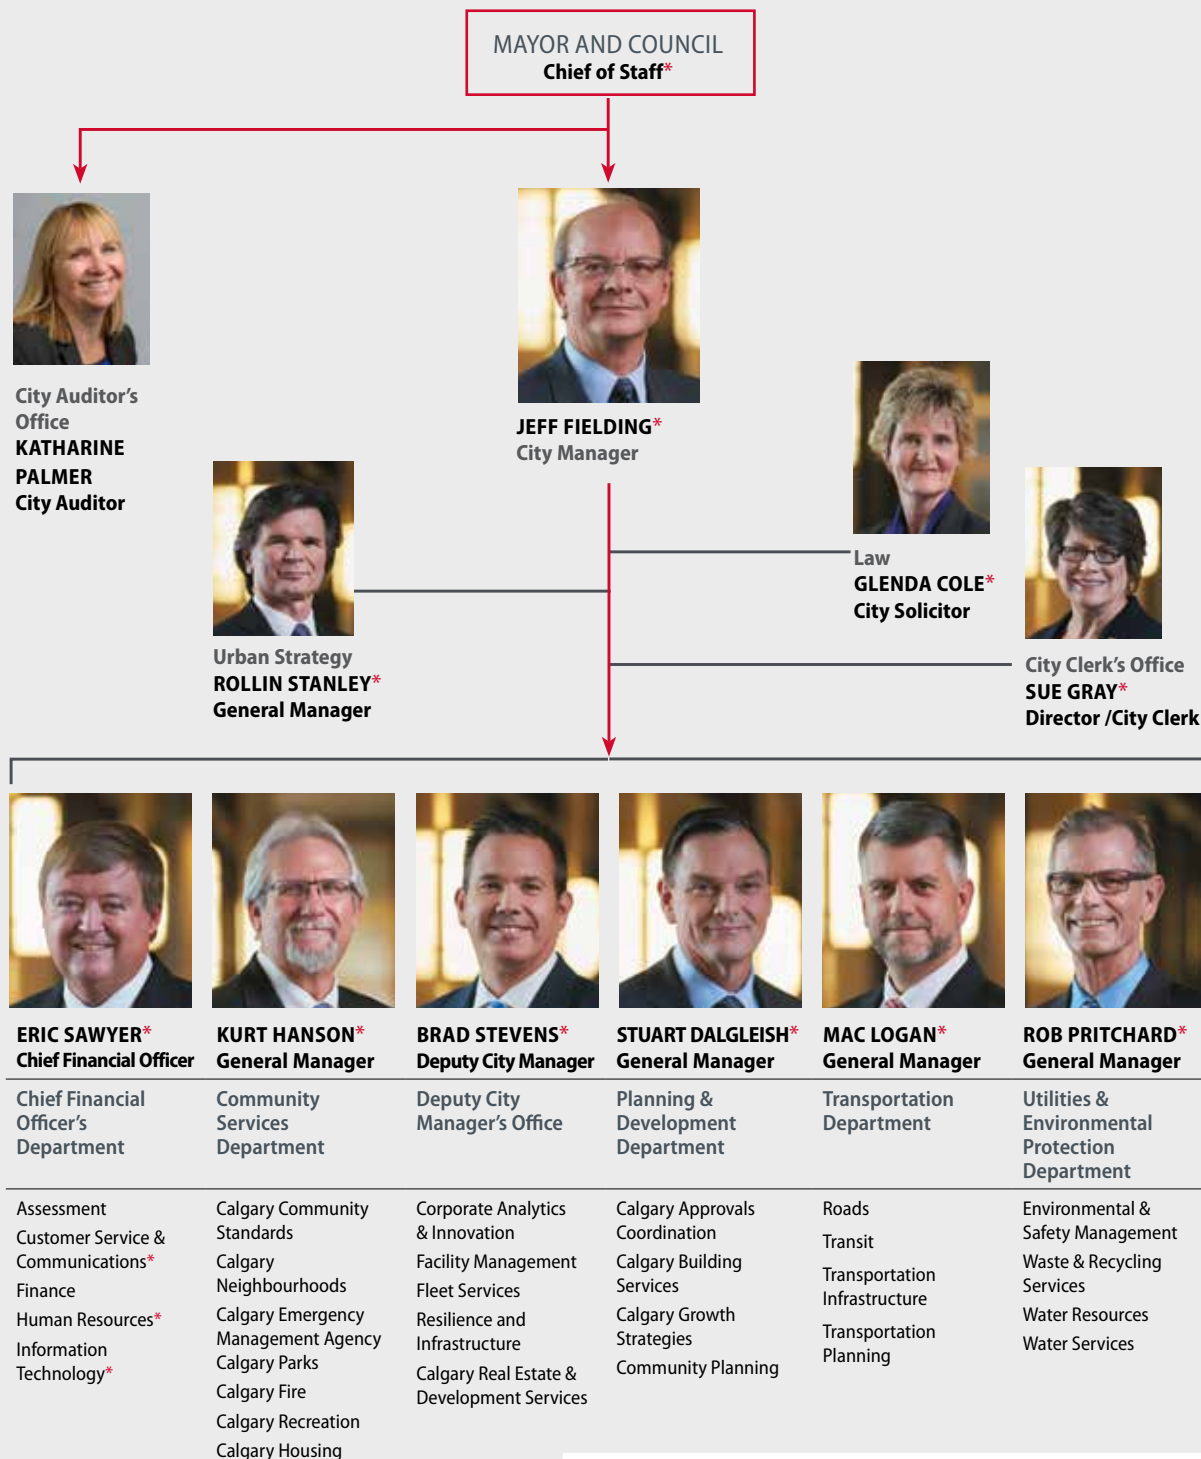 MAYOR AND COUNCIL
Chief of Staff*
City Auditor’s
Office
KATHARINE
PALMER
City Auditor
JEFF FIELDING*
City Manager
Law
GLENDA COLE*
City Solicitor
Urban Strategy
ROLLIN STANLEY*
General Manager
City Clerk’s Office
SUE GRAY*
Director /City Clerk
ERIC SAWYER*
Chief Financial Officer
Chief Financial
Officer’s
Department
Assessment
Customer Service &
Communications*
Finance
Human Resources*
Information
Technology*
KURT HANSON*
General Manager
Community
Services
Department
Calgary Community
Standards
Calgary
Neighbourhoods
Calgary Emergency
Management Agency
Calgary Parks
Calgary Fire
Calgary Recreation
Calgary Housing
BRAD STEVENS*
Deputy City Manager
Deputy City
Manager’s Office
Corporate Analytics
& Innovation
Facility Management
Fleet Services
Resilience and
Infrastructure
Calgary Real Estate &
Development Services
STUART DALGLEISH*
General Manager
Planning &
Development
Department
Calgary Approvals
Coordination
Calgary Building
Services
Calgary Growth
Strategies
Community Planning
MAC LOGAN*
General Manager
Transportation
Department
Roads
Transit
Transportation
Infrastructure
Transportation
Planning
ROB PRITCHARD*
General Manager
Utilities &
Environmental
Protection
Department
Environmental &
Safety Management
Waste & Recycling
Services
Water Resources
Water Services